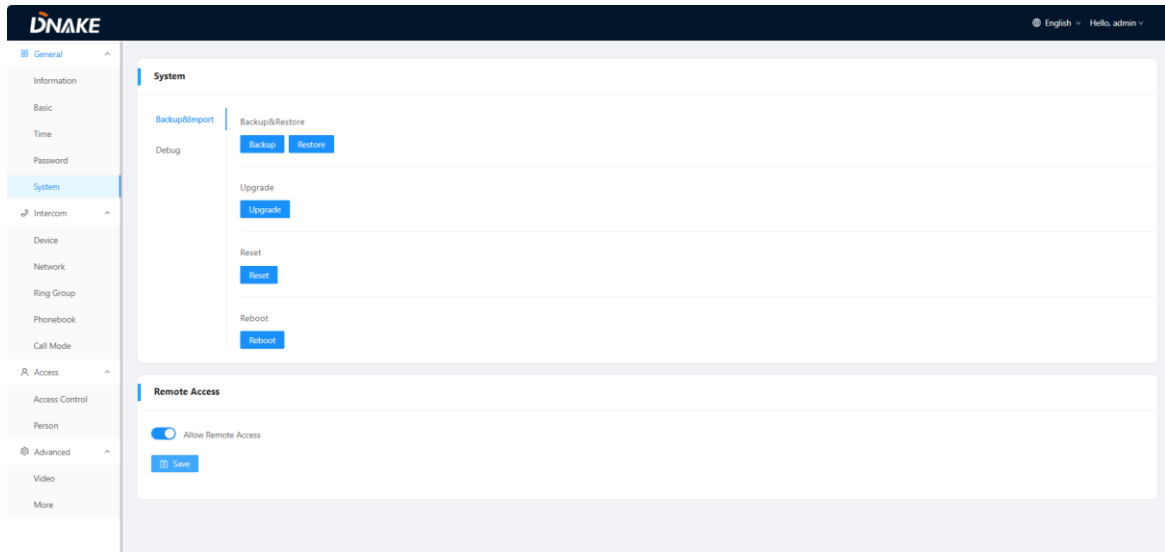 DNAKE
English
Hello, admin
General
Information
Basic
Time
Password
System
Intercom
Device
Network
Ring Group
Phonebook
Call Mode
Access
Access Control
Person
Advanced
Video
More
System
Backup&Import
Debug
Backup&Restore
Backup Restore
Upgrade
Upgrade
Reset
Reset
Reboot
Reboot
Remote Access
Allow Remote Access
Save